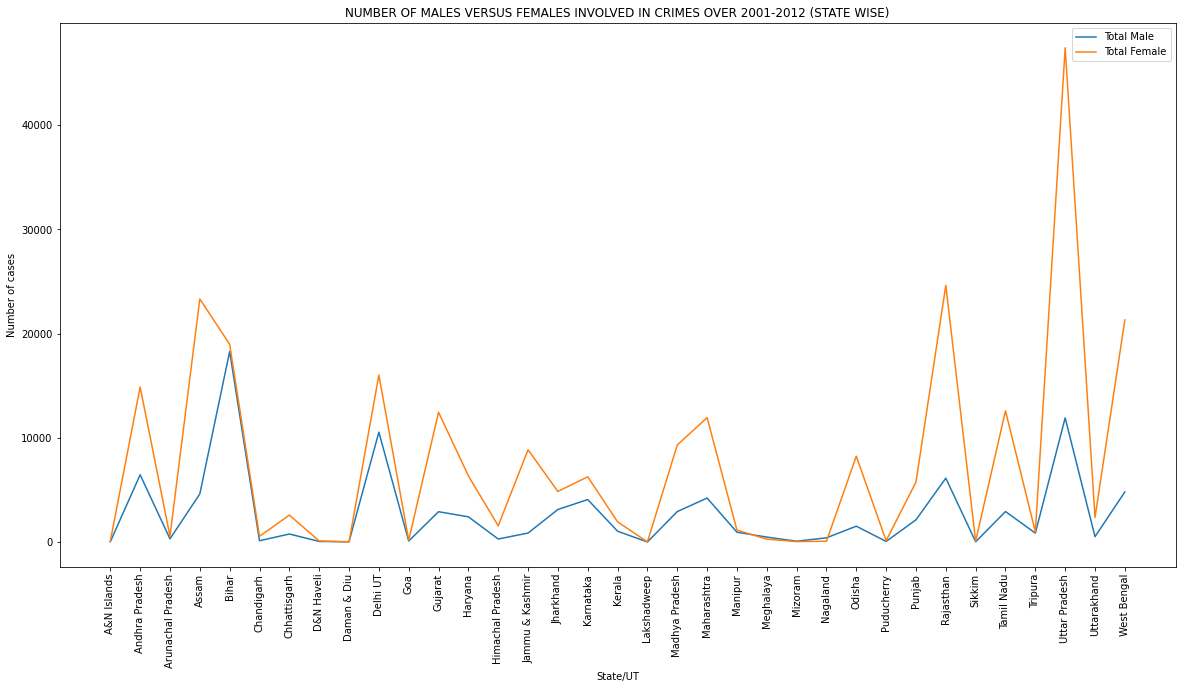 NUMBER OF MALES VERSUS FEMALES INVOLVED IN CRIMES OVER 2001-2012 (STATE WISE)
Total Male
Total Female
Number of cases
40000
30000
20000
10000
0
A&N Islands
Andhra Pradesh
Arunachal Pradesh
Assam
Bihar
Chandigarh
Chhattisgarh
D&N Haveli
Daman & Diu
Delhi UT
Goa
Gujarat
Haryana
Himachal Pradesh
Jammu & Kashmir
Jharkhand
Karnataka
Kerala
Lakshadweep
Madhya Pradesh
Maharashtra
Manipur
Meghalaya
Mizoram
Nagaland
Odisha
Puducherry
Punjab
Rajasthan
Sikkim
Tamil Nadu
Tripura
Uttar Pradesh
Uttarakhand
West Bengal
State/UT